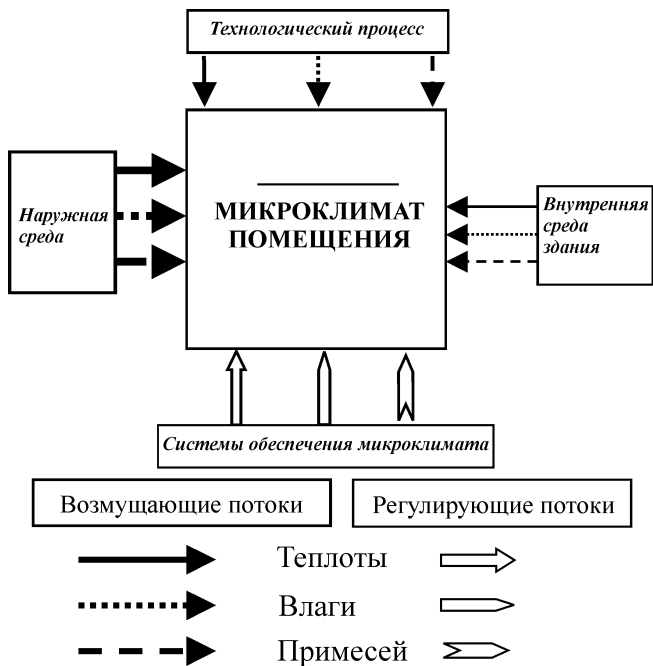 Технологический процесс
Наружная
среда
МИКРОКЛИМАТ
ПОМЕЩЕНИЯ
Внутренняя
среда
здания
Системы обеспечения микроклимата
Возмущающие потоки
Регулирующие потоки
Теплоты
Влаги
Примесей